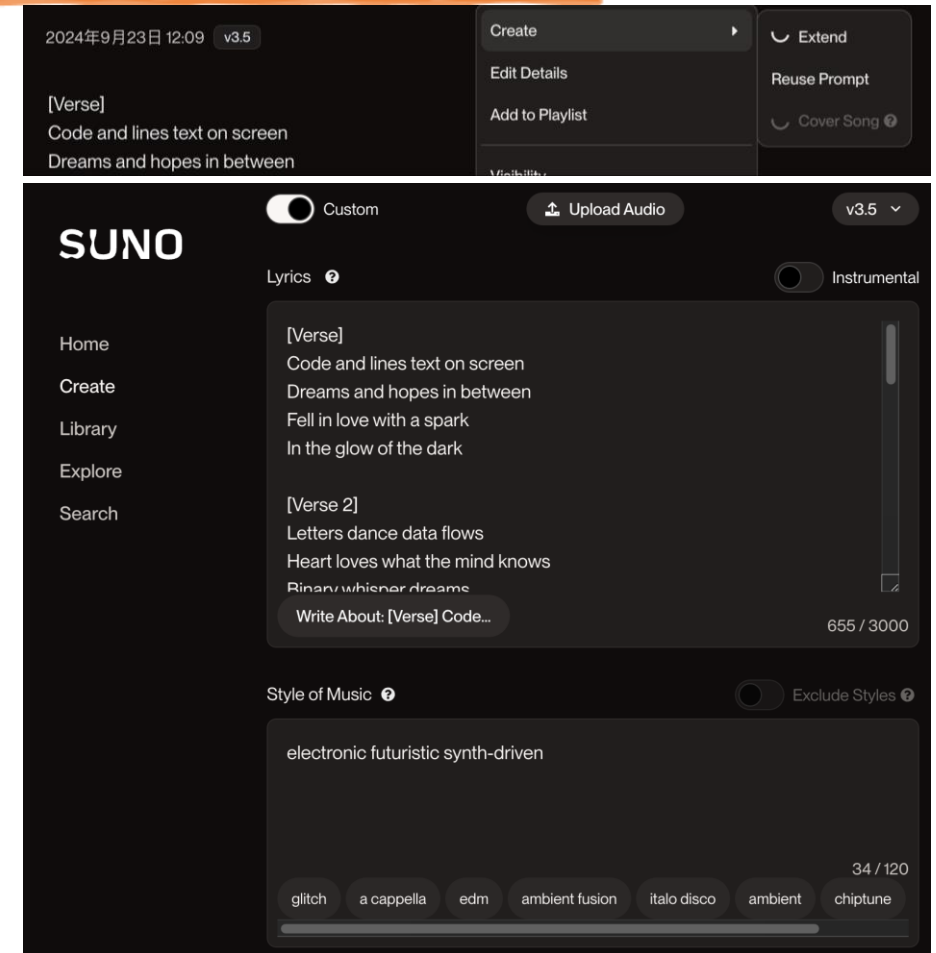 2024年9月23日 12:09 v3.5
[Verse]
Code and lines text on screen
Dreams and hopes in between
Create
Edit Details
Add to Playlist
Visibility
Extend
Reuse Prompt
Cover Song
SUNO
Home
Create
Library
Explore
Search
Custom
Upload Audio
v3.5
Lyrics
Instrumental
[Verse]
Code and lines text on screen
Dreams and hopes in between
Fell in love with a spark
In the glow of the dark
[Verse 2]
Letters dance data flows
Heart loves what the mind knows
Binary whisper dreams
Write About: [Verse] Code...
655 / 3000
Style of Music
Exclude Styles
electronic futuristic synth-driven
34 / 120
glitch a cappella edm ambient fusion italo disco ambient chiptune